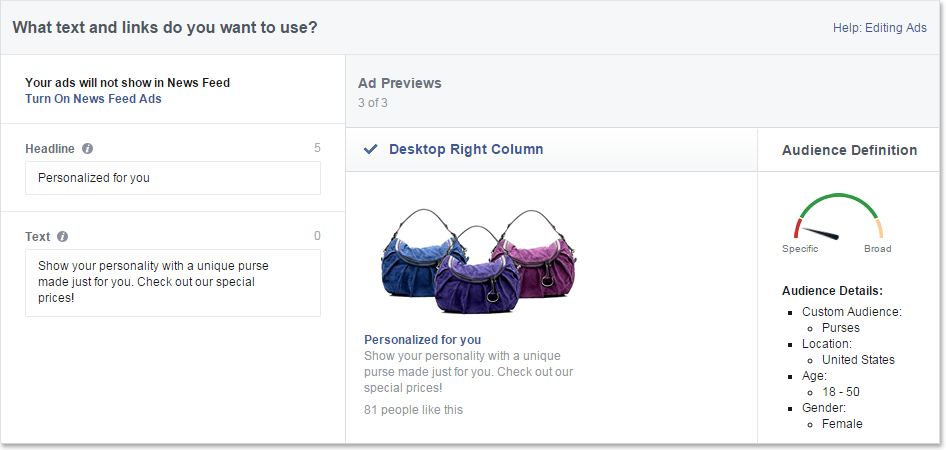 What text and links do you want to use?
Help: Editing Ads
Your ads will not show in News Feed
Turn On News Feed Ads
Headline
5
Personalized for you
Text
0
Show your personality with a unique purse
made just for you. Check out our special
prices!
Ad Previews
3 of 3
Desktop Right Column
Personalized for you
Show your personality with a unique
purse made just for you. Check out our
special prices!
81 people like this
Audience Definition
Specific
Broad
Audience Details:
Custom Audience:
Purses
Location:
United States
Age:
18 - 50
Gender:
Female